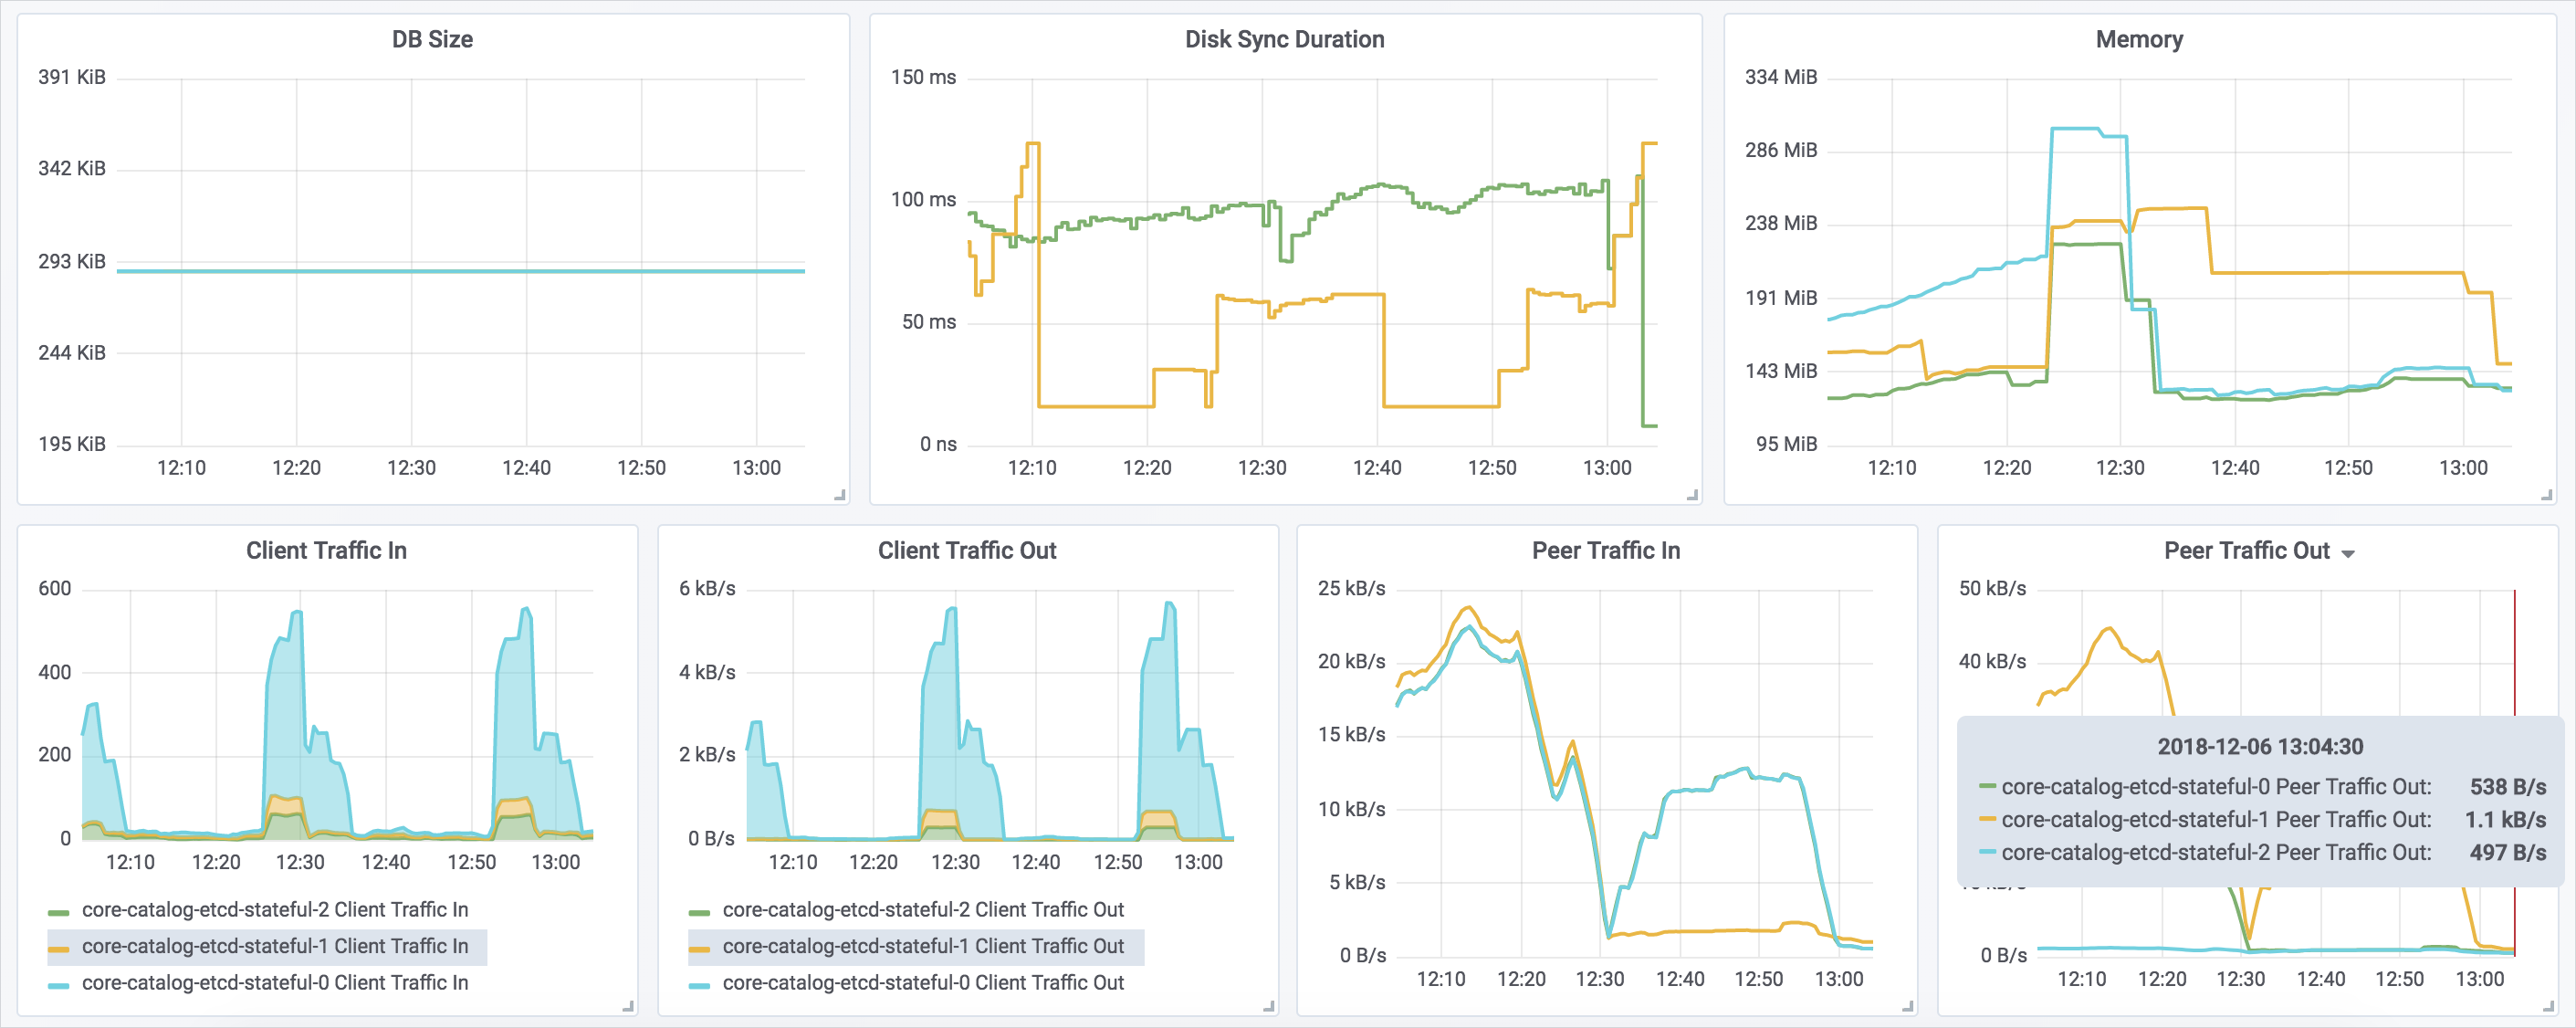 DB Size
391 KiB
342 KiB
293 KiB
244 KiB
195 KiB
12:10 12:20 12:30 12:40 12:50 13:00
Disk Sync Duration
150 ms
100 ms
50 ms
0 ns
12:10 12:20 12:30 12:40 12:50 13:00
Memory
334 MiB
286 MiB
238 MiB
191 MiB
143 MiB
95 MiB
12:10 12:20 12:30 12:40 12:50 13:00
Client Traffic In
600
400
200
0
12:10 12:20 12:30 12:40 12:50 13:00
core-catalog-etcd-stateful-2 Client Traffic In
core-catalog-etcd-stateful-1 Client Traffic In
core-catalog-etcd-stateful-0 Client Traffic In
Client Traffic Out
6 kB/s
4 kB/s
2 kB/s
0 B/s
12:10 12:20 12:30 12:40 12:50 13:00
core-catalog-etcd-stateful-2 Client Traffic Out
core-catalog-etcd-stateful-1 Client Traffic Out
core-catalog-etcd-stateful-0 Client Traffic Out
Peer Traffic In
25 kB/s
20 kB/s
15 kB/s
10 kB/s
5 kB/s
0 B/s
12:10 12:20 12:30 12:40 12:50 13:00
Peer Traffic Out
50 kB/s
40 kB/s
2018-12-06 13:04:30
core-catalog-etcd-stateful-0 Peer Traffic Out: 538 B/s
core-catalog-etcd-stateful-1 Peer Traffic Out: 1.1 kB/s
core-catalog-etcd-stateful-2 Peer Traffic Out: 497 B/s
0 B/s
12:10 12:20 12:30 12:40 12:50 13:00